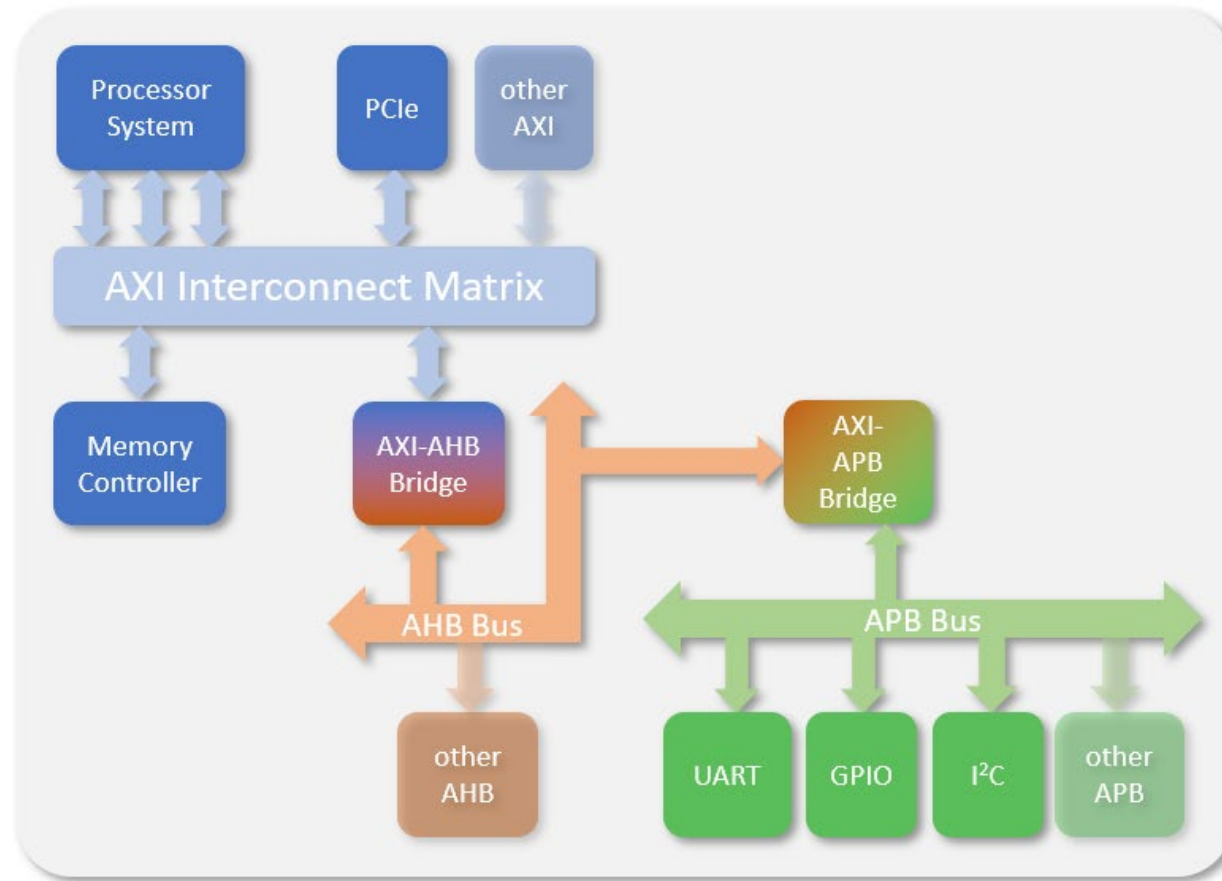 Processor
System
PCIe
other
AXI
AXI Interconnect Matrix
Memory
Controller
AXI-AHB
Bridge
AXI-
APB
Bridge
AHB Bus
APB Bus
other
AHB
UART
GPIO
I²C
other
APB